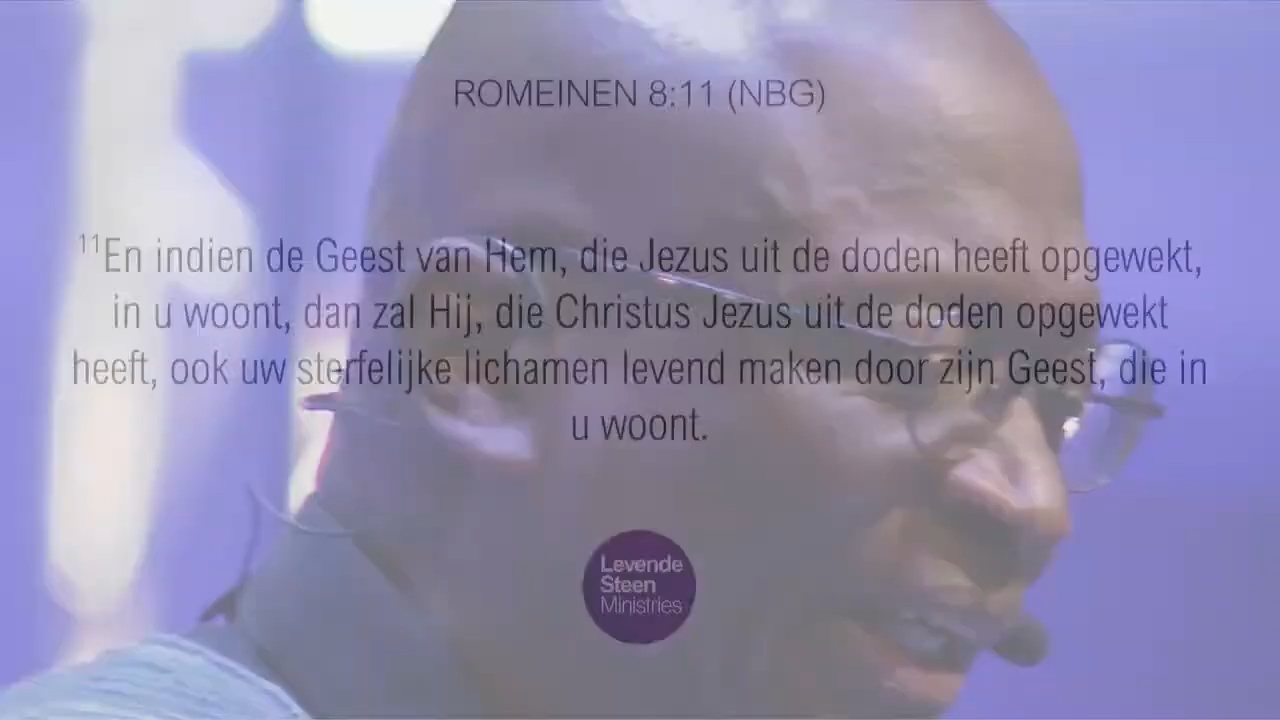 ROMEINEN 8:11 (NBG)
11En indien de Geest van Hem, die Jezus uit de doden heeft opgewekt,
in u woont, dan zal Hij, die Christus Jezus uit de doden opgewekt
heeft, ook uw sterfelijke lichamen levend maken door zijn Geest, die in
u woont.
Levende
Steen
Ministries